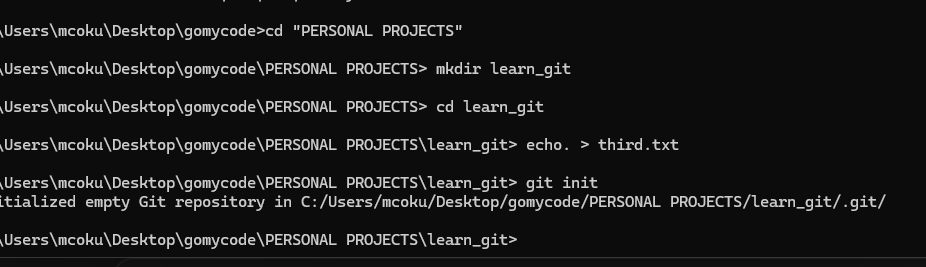 \Users\mcoku\Desktop\gomycode>cd "PERSONAL PROJECTS"
\Users\mcoku\Desktop\gomycode\PERSONAL PROJECTS> mkdir learn_git
\Users\mcoku\Desktop\gomycode\PERSONAL PROJECTS> cd learn_git
\Users\mcoku\Desktop\gomycode\PERSONAL PROJECTS\learn_git> echo. > third.txt
\Users\mcoku\Desktop\gomycode\PERSONAL PROJECTS\learn_git> git init
itialized empty Git repository in C:/Users/mcoku/Desktop/gomycode/PERSONAL PROJECTS/learn_git/.git/
\Users\mcoku\Desktop\gomycode\PERSONAL PROJECTS\learn_git>